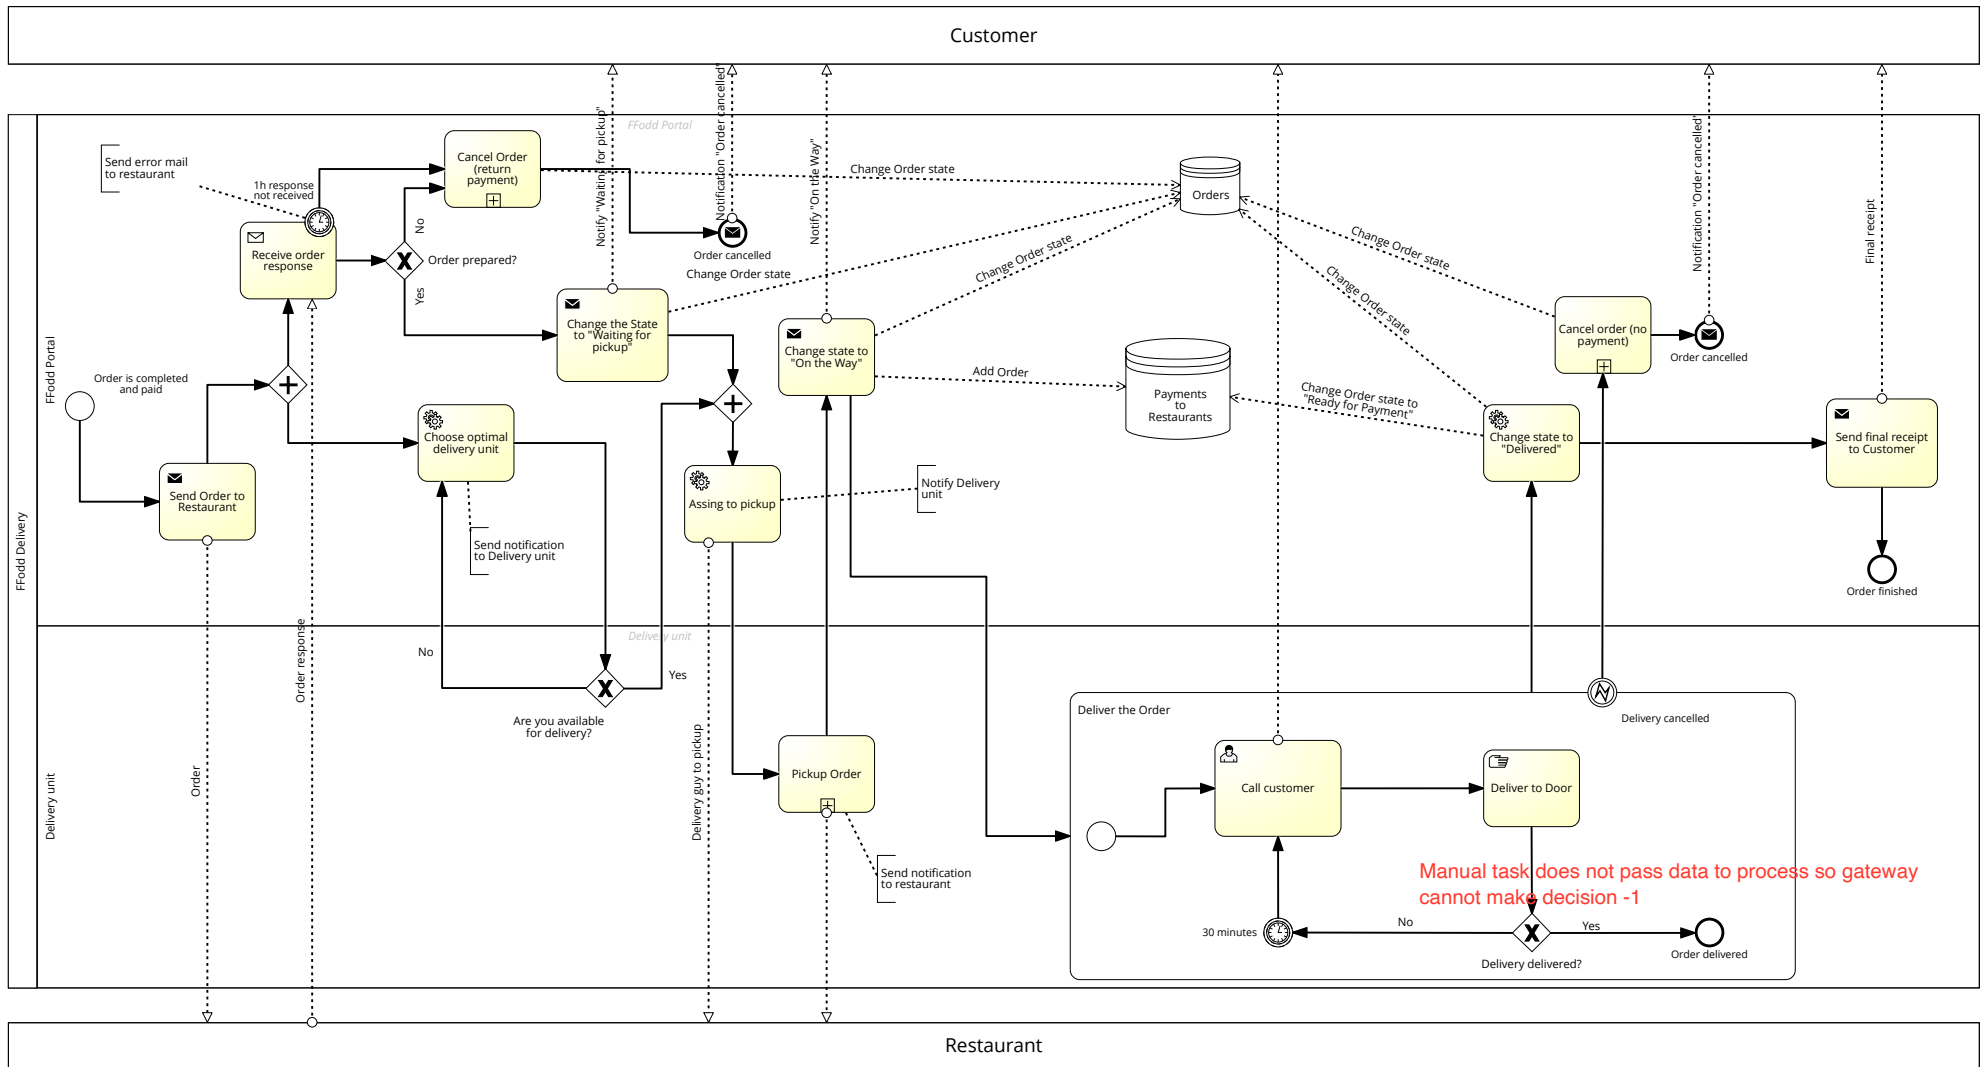 Customer
FFodd Portal
Send error mail
to restaurant
1h response
not received
Cancel Order
(return
payment)
Notify "Waiting for pickup"
Notification "Order cancelled"
Notify "On the Way"
Change Order state
Orders
Notification "Order cancelled"
Final receipt
Receive order
response
No
Order prepared?
Yes
Order cancelled
Change Order state
Change Order state
Change Order state
Change Order state
Change the State
to "Waiting for
pickup"
Change state to
"On the Way"
Cancel order (no
payment)
Order cancelled
FFodd Portal
Order is completed
and paid
Add Order
Payments
to
Restaurants
Change Order state to
"Ready for Payment"
Choose optimal
delivery unit
Change state to
"Delivered"
Send final receipt
to Customer
Send Order to
Restaurant
Assing to pickup
Notify Delivery
unit
FFodd Delivery
Send notification
to Delivery unit
Order finished
Delivery unit
Order response
No
Yes
Are you available
for delivery?
Deliver the Order
Delivery cancelled
Delivery unit
Order
Delivery guy to pickup
Pickup Order
Call customer
Deliver to Door
Send notification
to restaurant
Manual task does not pass data to process so gateway
cannot make decision -1
30 minutes
No
Yes
Delivery delivered?
Order delivered
Restaurant